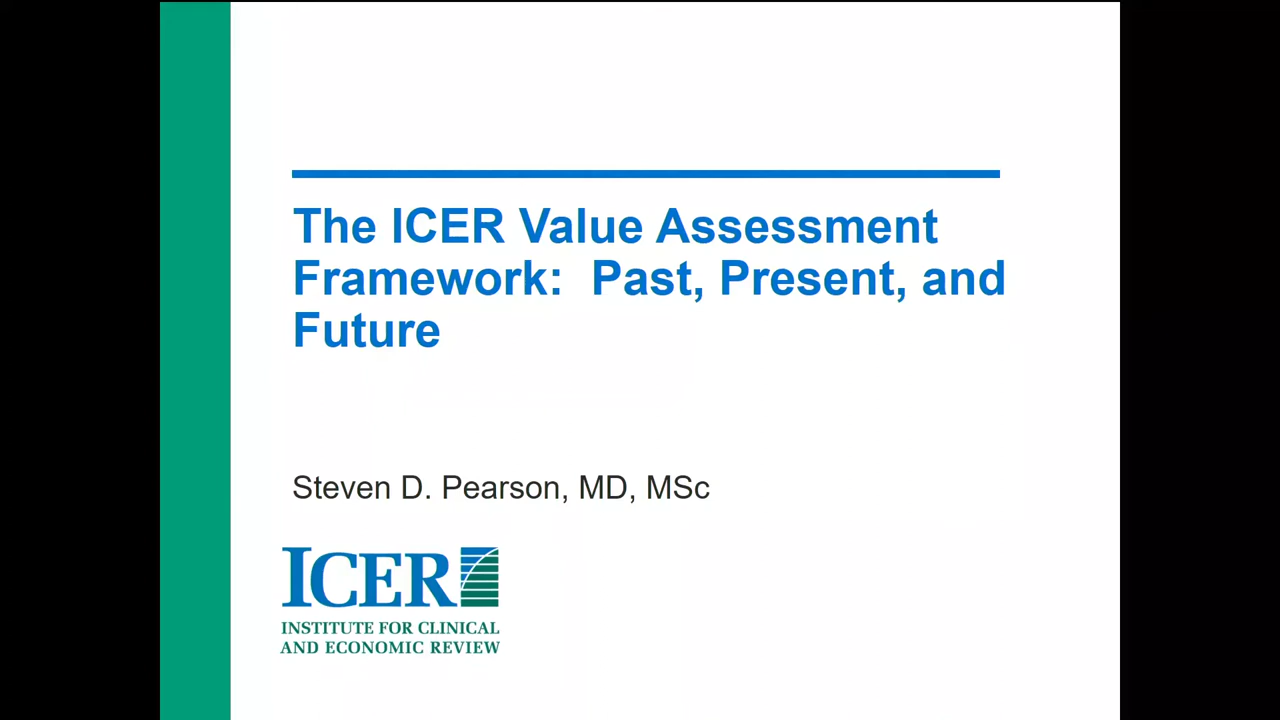 The ICER Value Assessment
Framework:  Past, Present, and
Future
Steven D. Pearson, MD, MSc
ICER
INSTITUTE FOR CLINICAL
AND ECONOMIC REVIEW